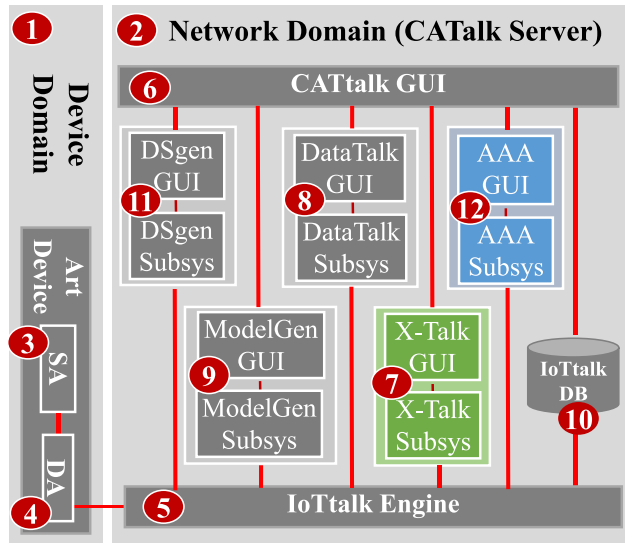 1
Device
Domain
Art
Device
3
SA
DA
4
2 Network Domain (CATalk Server)
6 CATtalk GUI
DSgen
GUI
11
DSgen
Subsys
DataTalk
GUI
8
DataTalk
Subsys
AAA
GUI
12
AAA
Subsys
ModelGen
GUI
9
ModelGen
Subsys
X-Talk
GUI
7
X-Talk
Subsys
IoTtalk
DB
10
5 IoTtalk Engine